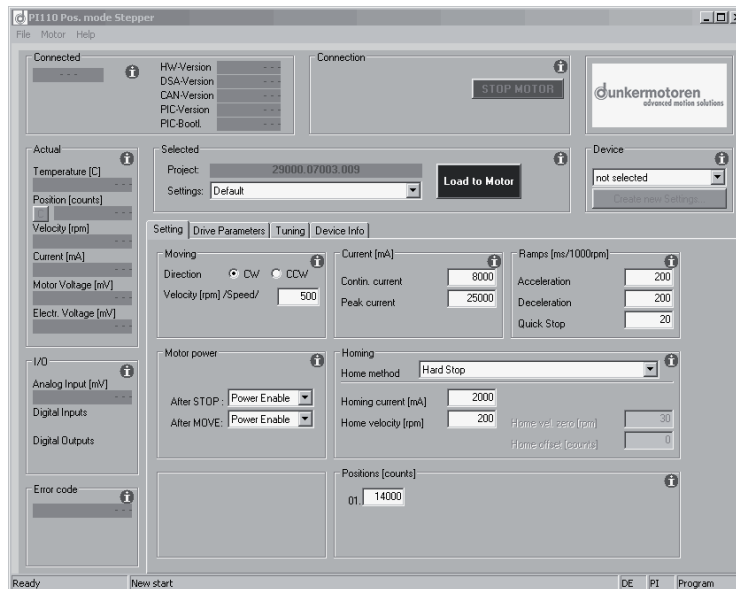 PI110 Pos. mode Stepper
File Motor Help
Connected
- - -
HW-Version - - -
DSA-Version - - -
CAN-Version - - -
PIC-Version - - -
PIC-Bootl. - - -
Connection
STOP MOTOR
dunkermotoren
advanced motion solutions
Actual
Temperature [C]
- - -
Position [counts]
C - - -
Velocity [rpm]
- - -
Current [mA]
- - -
Motor Voltage [mV]
- - -
Electr. Voltage [mV]
- - -
Selected
Project: 29000.07003.009
Settings: Default
Load to Motor
Device
not selected
Create new Settings...
Setting Drive Parameters Tuning Device Info
Moving
Direction CW CCW
Velocity [rpm] /Speed/ 500
Current [mA]
Contin. current 8000
Peak current 25000
Ramps [ms/1000rpm]
Acceleration 200
Deceleration 200
Quick Stop 20
I/O
Analog Input [mV]
- - -
Digital Inputs
Digital Outputs
Motor power
After STOP : Power Enable
After MOVE: Power Enable
Homing
Home method Hard Stop
Homing current [mA] 2000
Home velocity [rpm] 200
Home vel. zero [rpm] 30
Home offset [counts] 0
Error code
- - -
Positions [counts]
01. 14000
Ready New start DE PI Program